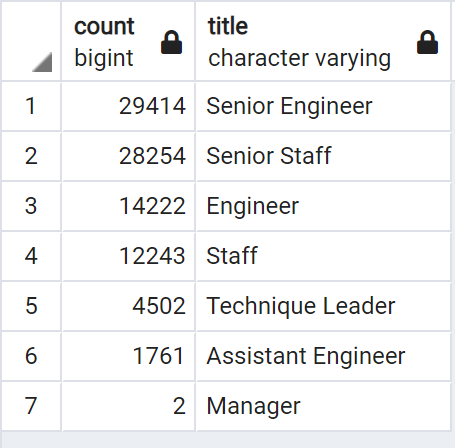 count title
bigint character varying
1 29414 Senior Engineer
2 28254 Senior Staff
3 14222 Engineer
4 12243 Staff
5 4502 Technique Leader
6 1761 Assistant Engineer
7 2 Manager